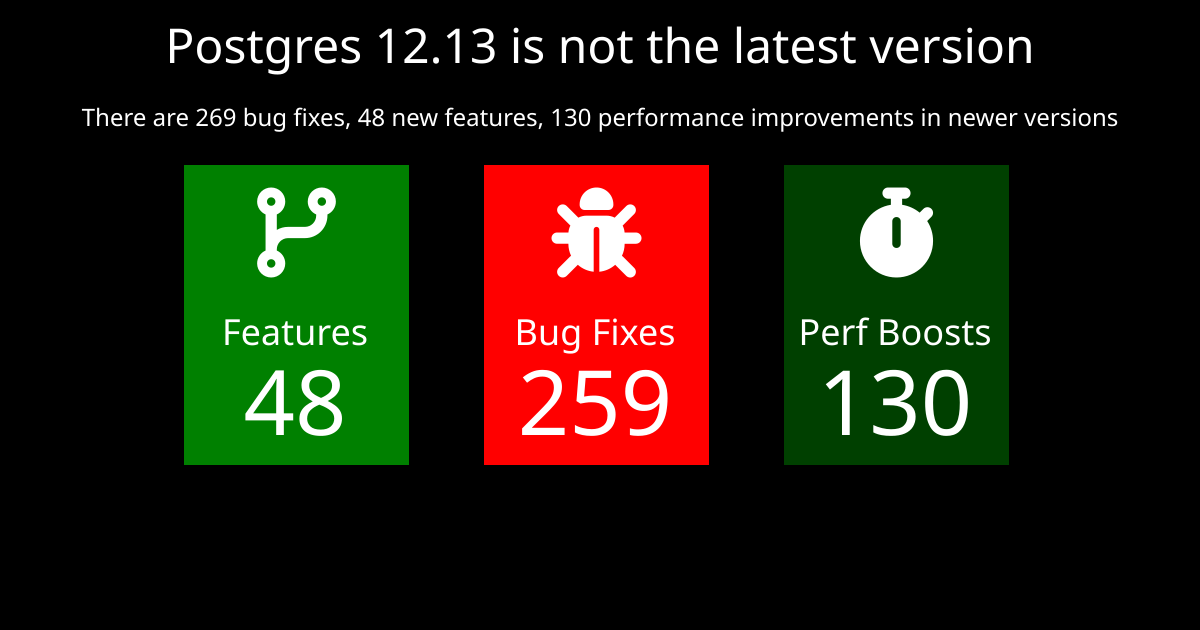 Postgres 12.13 is not the latest version
There are 269 bug fixes, 48 new features, 130 performance improvements in newer versions
Features
48
Bug Fixes
259
Perf Boosts
130